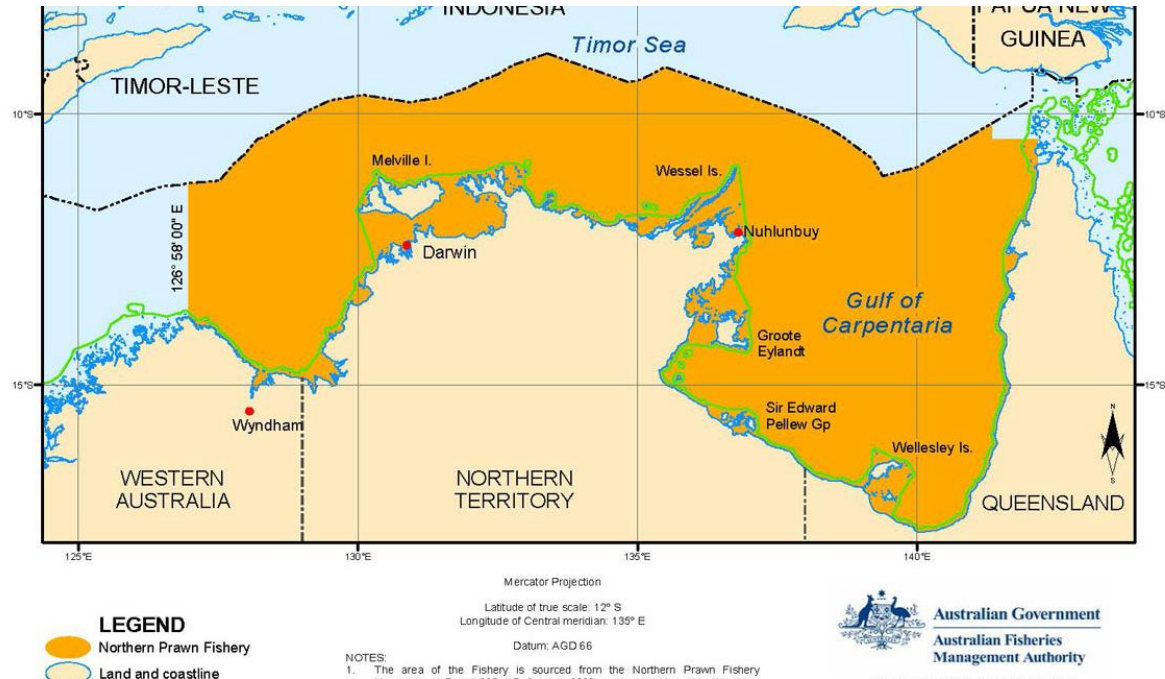 INDONESIA
PAPUA NEW
GUINEA
Timor Sea
TIMOR-LESTE
10°S
10°S
Melville I.
Wessel Is.
126° 58' 00" E
Nuhlunbuy
Darwin
Gulf of
Carpentaria
Groote
Eylandt
15°S
15°S
Sir Edward
Pellew Gp
Wyndham
N
Wellesley Is.
S
WESTERN
AUSTRALIA
NORTHERN
TERRITORY
QUEENSLAND
125°E
130°E
135°E
140°E
Mercator Projection
Latitude of true scale: 12° S
Longitude of Central meridian: 135° E
Datum: AGD 66
LEGEND
Northern Prawn Fishery
Land and coastline
NOTES:
1. The area of the Fishery is sourced from the Northern Prawn Fishery
Australian Government
Australian Fisheries
Management Authority